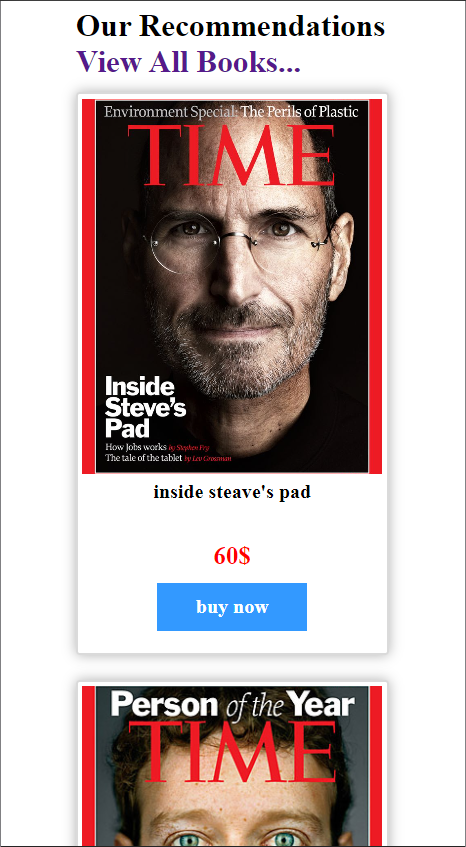 Our Recommendations
View All Books...
Environment Special: The Perils of Plastic
TIME
Inside
Steve's
Pad
How Jobs works by Stephen Fry
The tale of the tablet by Lev Grossman
inside steave's pad
60$
buy now
Person of the Year
TIME